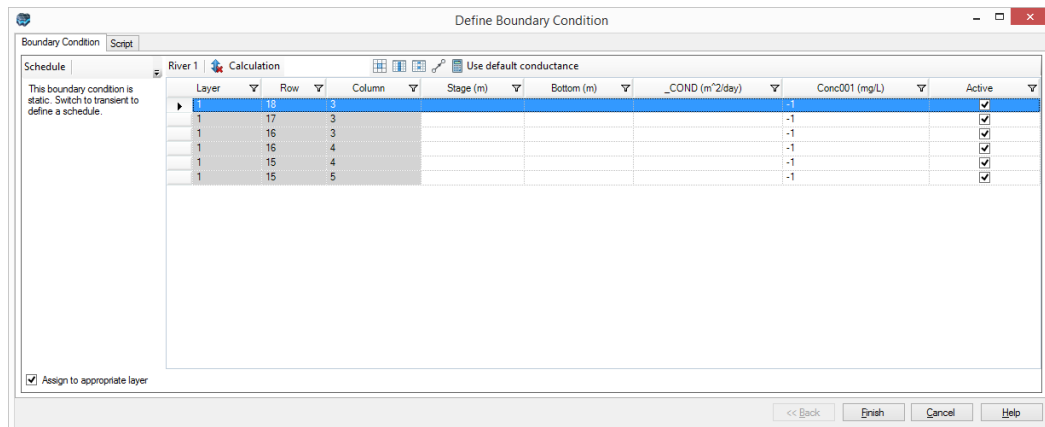 Define Boundary Condition
Boundary Condition Script
Schedule
This boundary condition is
static. Switch to transient to
define a schedule.
River 1 Calculation Use default conductance
Layer Row Column Stage (m) Bottom (m) _COND (m^2/day) Conc001 (mg/L) Active
1 18 3 -1
1 17 3 -1
1 16 3 -1
1 16 4 -1
1 15 4 -1
1 15 5 -1
Assign to appropriate layer
<< Back Finish Cancel Help